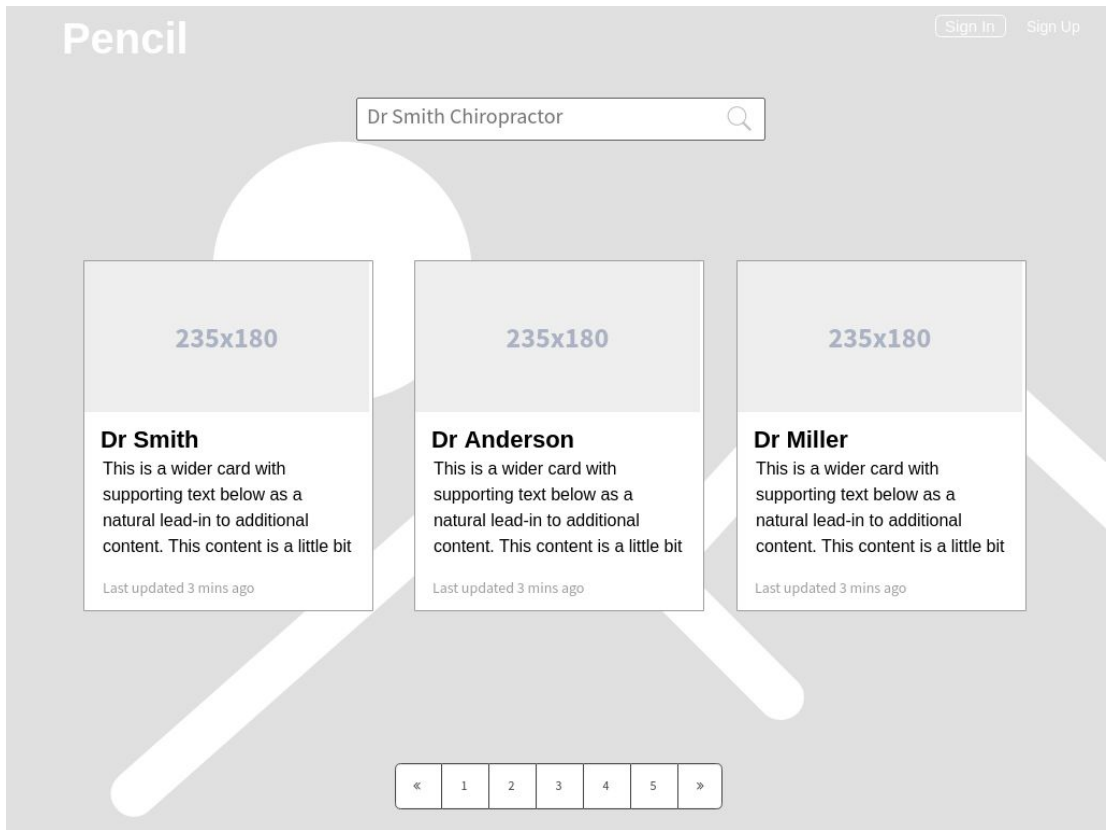 Pencil
Sign In
Sign Up
Dr Smith Chiropractor
235x180
Dr Smith
This is a wider card with
supporting text below as a
natural lead-in to additional
content. This content is a little bit
Last updated 3 mins ago
235x180
Dr Anderson
This is a wider card with
supporting text below as a
natural lead-in to additional
content. This content is a little bit
Last updated 3 mins ago
235x180
Dr Miller
This is a wider card with
supporting text below as a
natural lead-in to additional
content. This content is a little bit
Last updated 3 mins ago
« 1 2 3 4 5 »